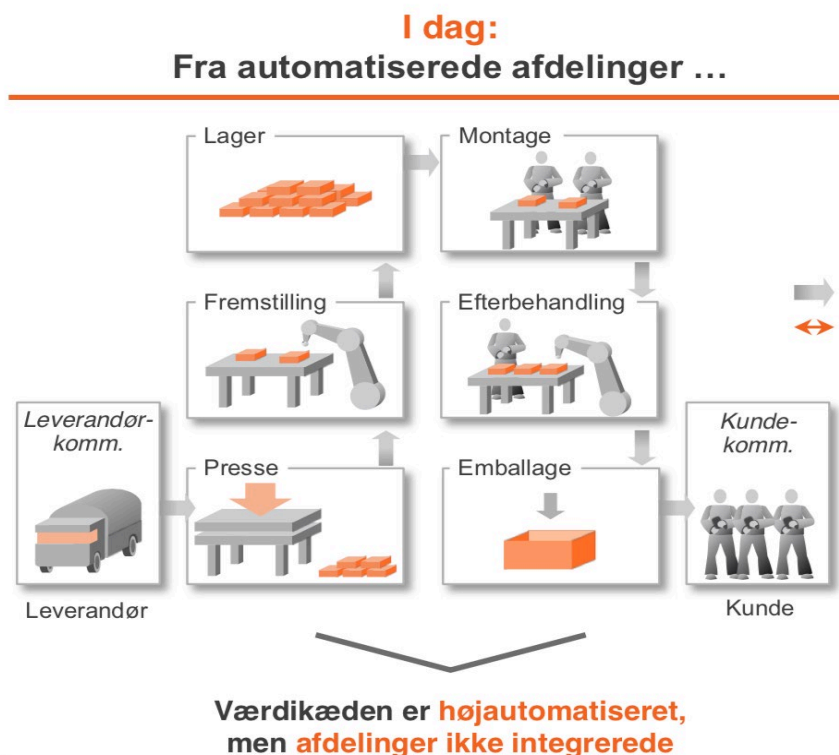 I dag:
Fra automatiserede afdelinger …
Lager
Montage
Fremstilling
Efterbehandling
Leverandør-
komm.
Presse
Emballage
Kunde-
komm.
Leverandør
Kunde
Værdikæden er højautomatiseret,
men afdelinger ikke integrerede